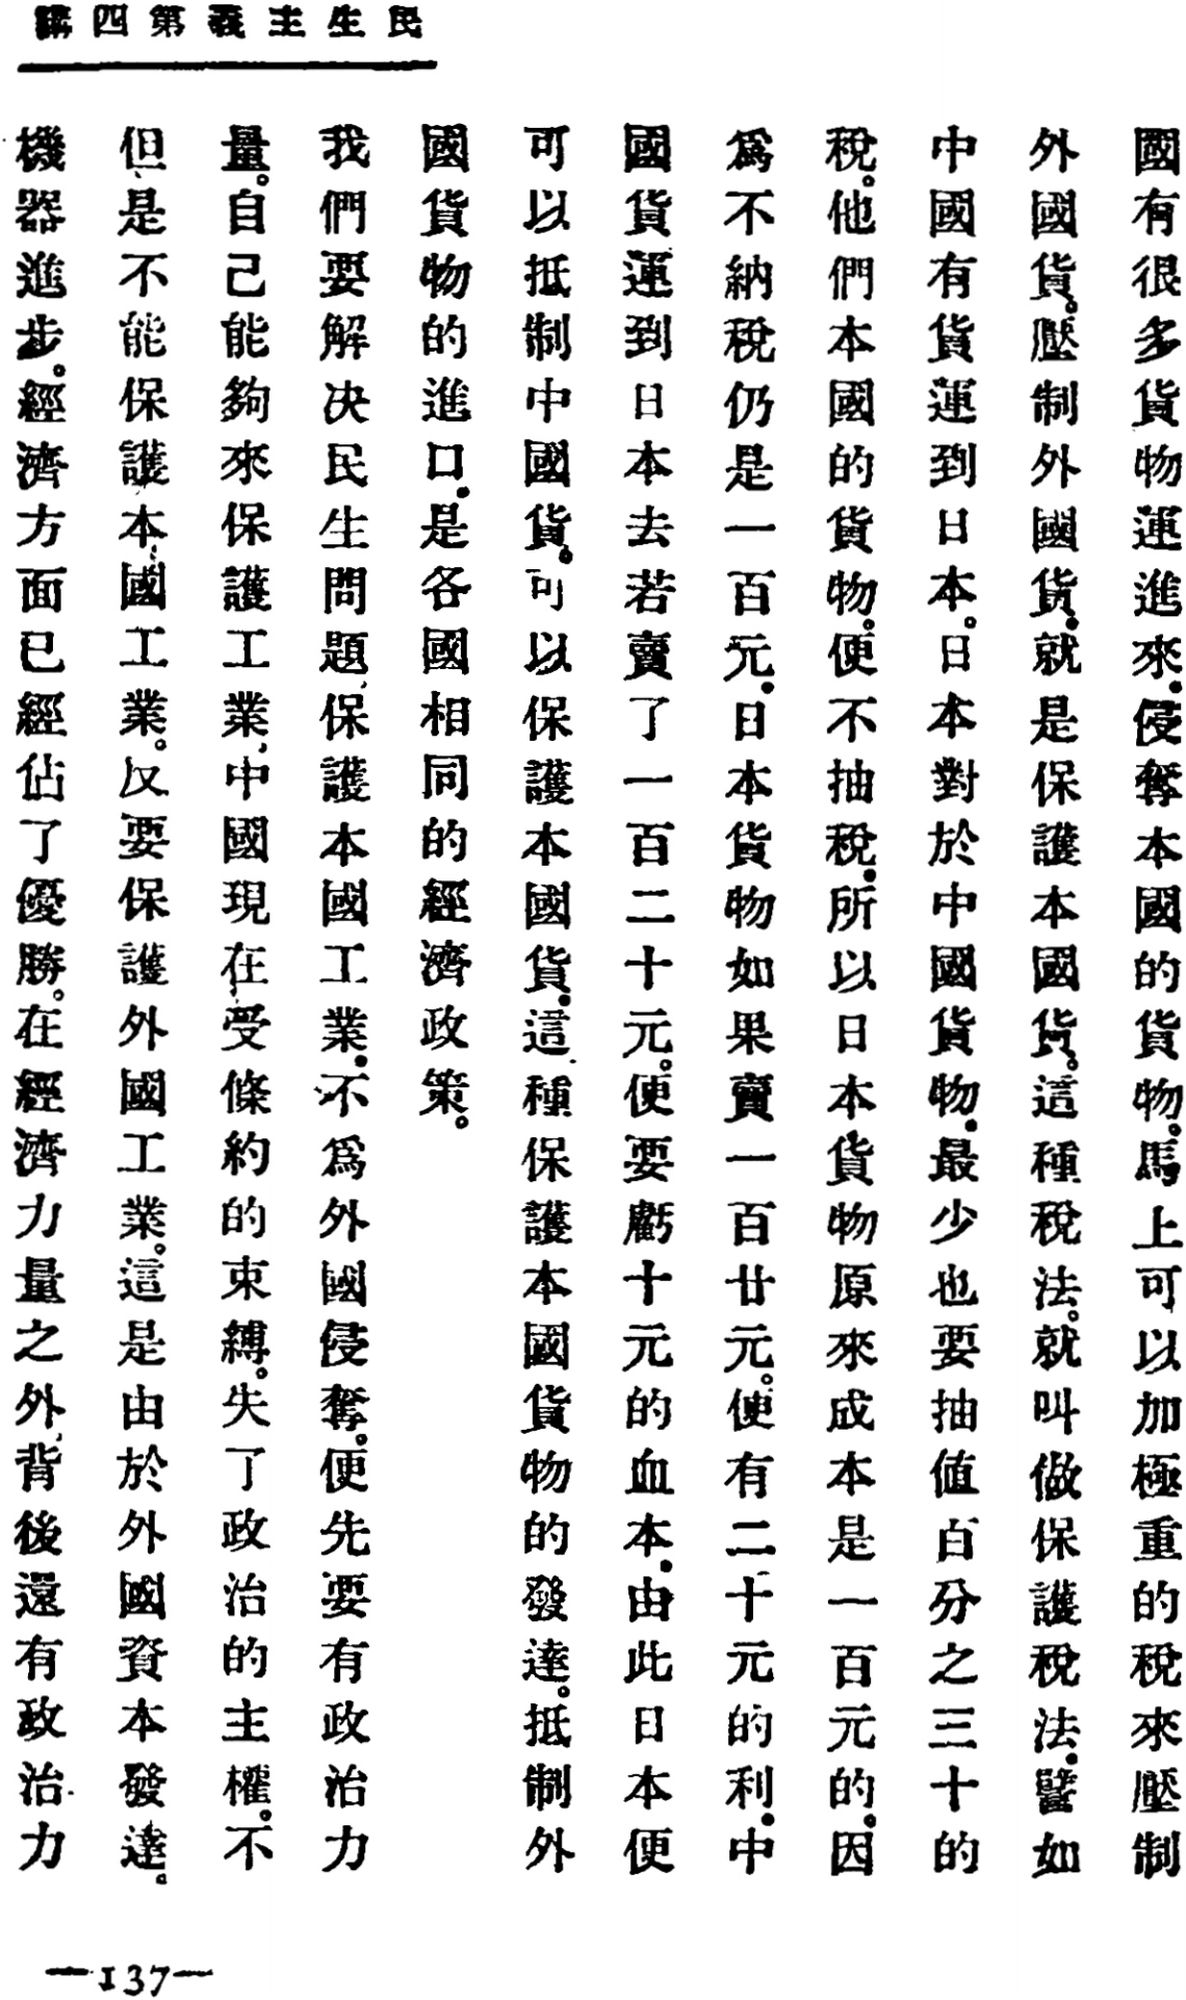 民生主義第四講
國有很多貨物運進來．侵奪本國的貨物。馬上可以加極重的稅來壓制
外國貨。壓制外國貨．就是保護本國貨。這種稅法。就叫做保護稅法．譬如
中國有貨運到日本。日本對於中國貨物．最少也要抽値百分之三十的
稅。他們本國的貨物。便不抽稅．所以日本貨物原來成本是一百元的。因
爲不納稅仍是一百元．日本貨物如果賣一百廿元。便有二十元的利．中
國貨運到日本去若賣了一百二十元。便要虧十元的血本．由此日本便
可以抵制中國貨。可以保護本國貨．這種保護本國貨物的發達。抵制外
國貨物的進口．是各國相同的經濟政策。
我們要解决民生問題、保護本國工業．不爲外國侵奪。便先要有政治力
量。自己能夠來保護工業、中國現在受條約的束縛。失了政治的主權。不
但是不能保護本國工業。反要保護外國工業。這是由於外國資本發達。
機器進步。經濟方面已經佔了優勝。在經濟力量之外、背後還有政治力
—137—